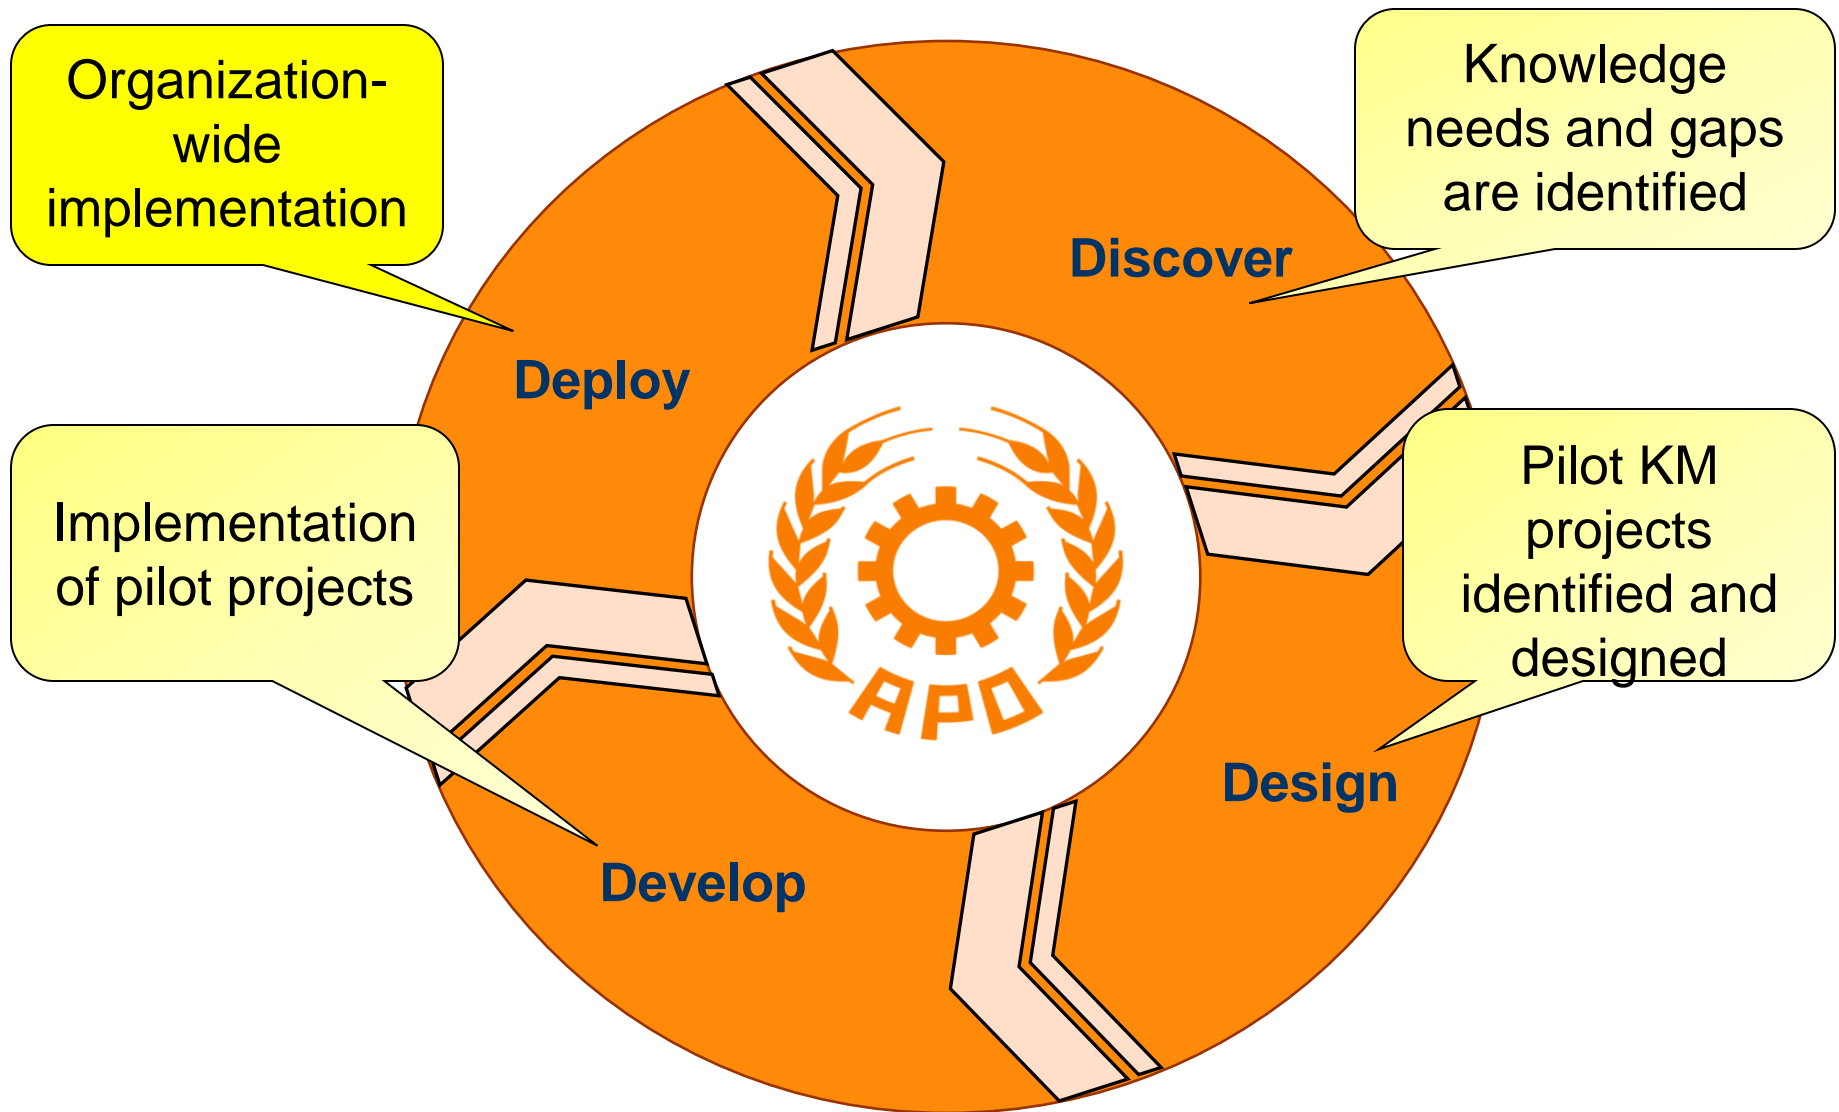 Organization-
wide
implementation
Knowledge
needs and gaps
are identified
Discover
Deploy
Implementation
of pilot projects
Pilot KM
projects
identified and
designed
APO
Design
Develop